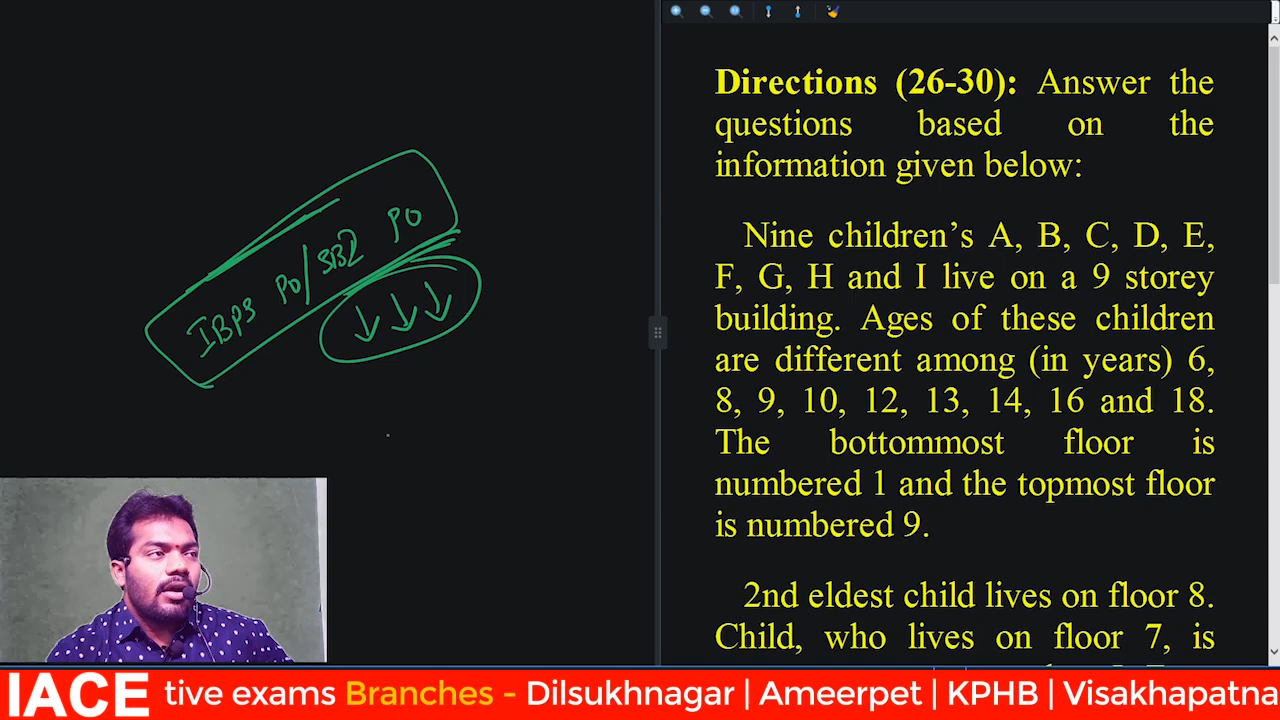 IBPS PO/SBI PO
Directions (26-30): Answer the
questions based on the
information given below:
Nine children's A, B, C, D, E,
F, G, H and I live on a 9 storey
building. Ages of these children
are different among (in years) 6,
8, 9, 10, 12, 13, 14, 16 and 18.
The bottommost floor is
numbered 1 and the topmost floor
is numbered 9.
2nd eldest child lives on floor 8.
Child, who lives on floor 7, is
IACE tive exams Branches - Dilsukhnagar | Ameerpet | KPHB | Visakhapatna